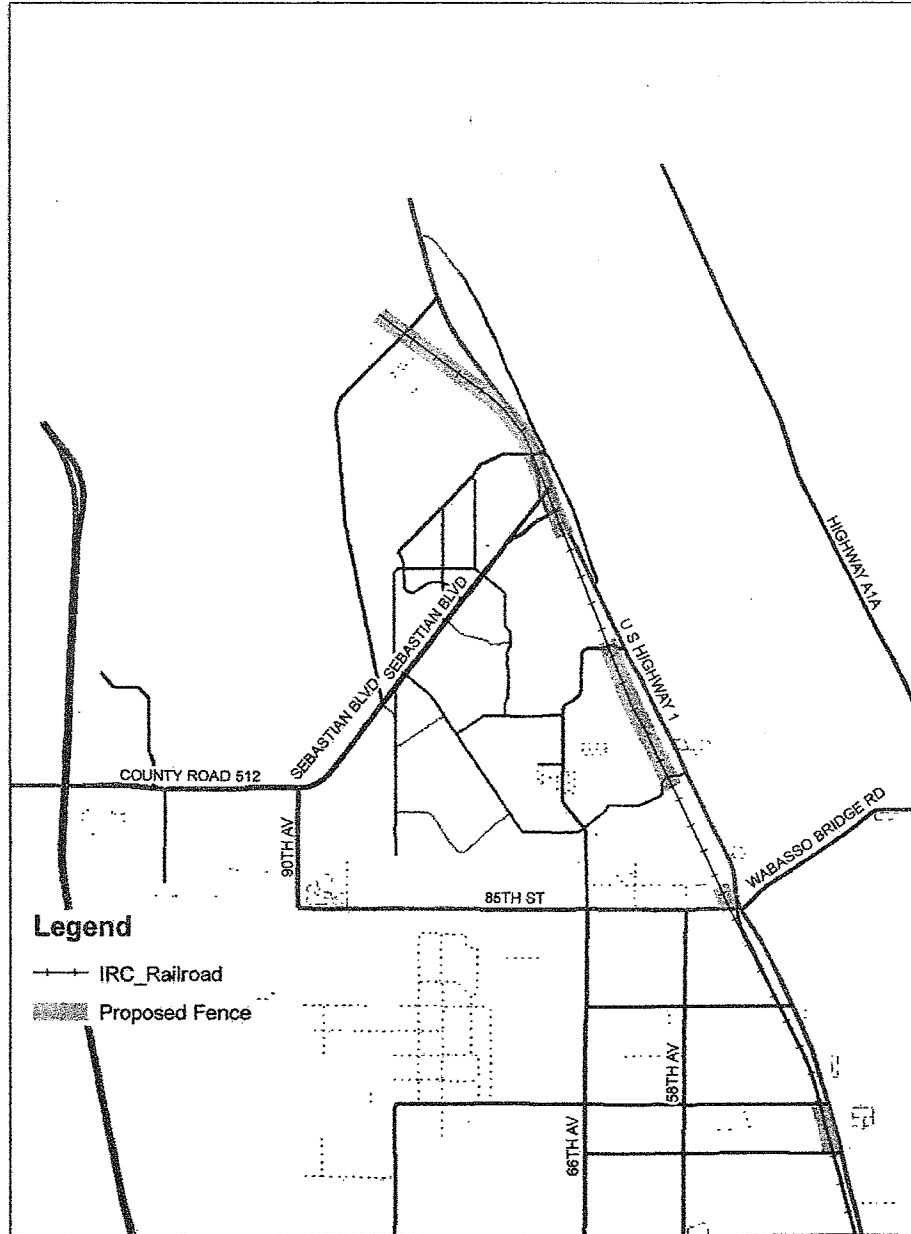 HIGHWAY A1A
U S HIGHWAY 1
SEBASTIAN BLVD
SEBASTIAN BLVD
COUNTY ROAD 512
WABASSO BRIDGE RD
90TH AV
85TH ST
Legend
IRC_Railroad
Proposed Fence
58TH AV
66TH AV